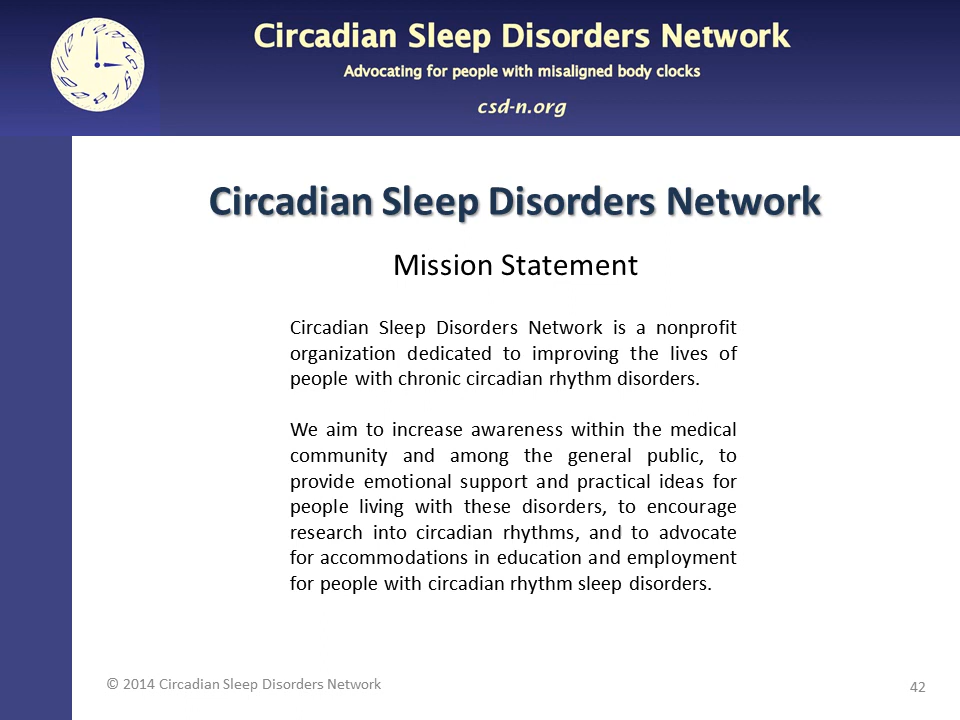 Circadian Sleep Disorders Network
Advocating for people with misaligned body clocks
csd-n.org
Circadian Sleep Disorders Network
Mission Statement
Circadian Sleep Disorders Network is a nonprofit
organization dedicated to improving the lives of
people with chronic circadian rhythm disorders.
We aim to increase awareness within the medical
community and among the general public, to
provide emotional support and practical ideas for
people living with these disorders, to encourage
research into circadian rhythms, and to advocate
for accommodations in education and employment
for people with circadian rhythm sleep disorders.
© 2014 Circadian Sleep Disorders Network
42